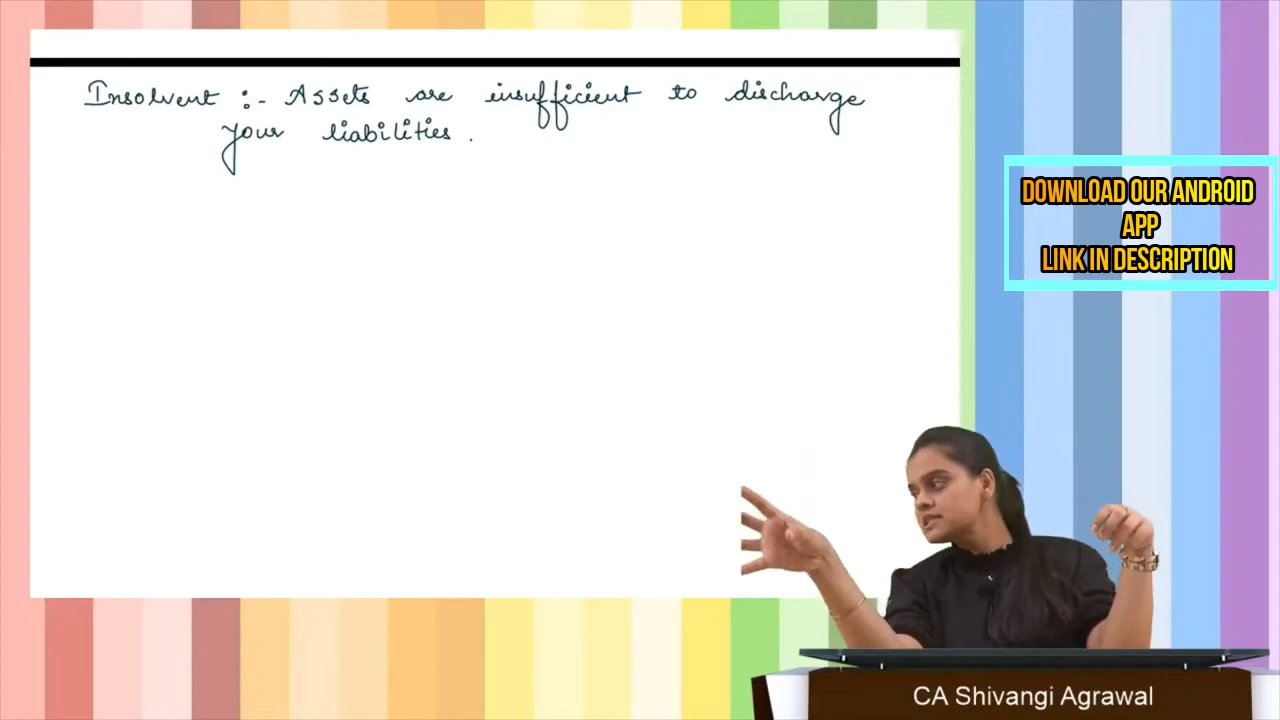 Insolvent :- Assets are insufficient to discharge
your liabilities.
DOWNLOAD OUR ANDROID
APP
LINK IN DESCRIPTION
CA Shivangi Agrawal